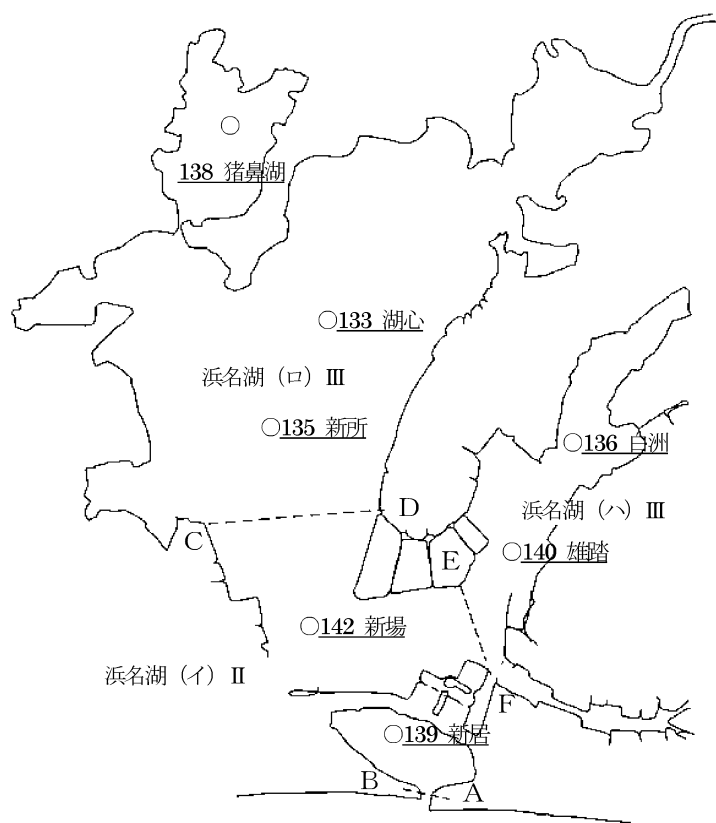 ○
138 猪鼻湖
○133 湖心
浜名湖（ロ）Ⅲ
○135 新所
○136 白洲
D
浜名湖（ハ）Ⅲ
C
E
○140 雄踏
○142 新場
浜名湖（イ）Ⅱ
F
○139 新居
B
A